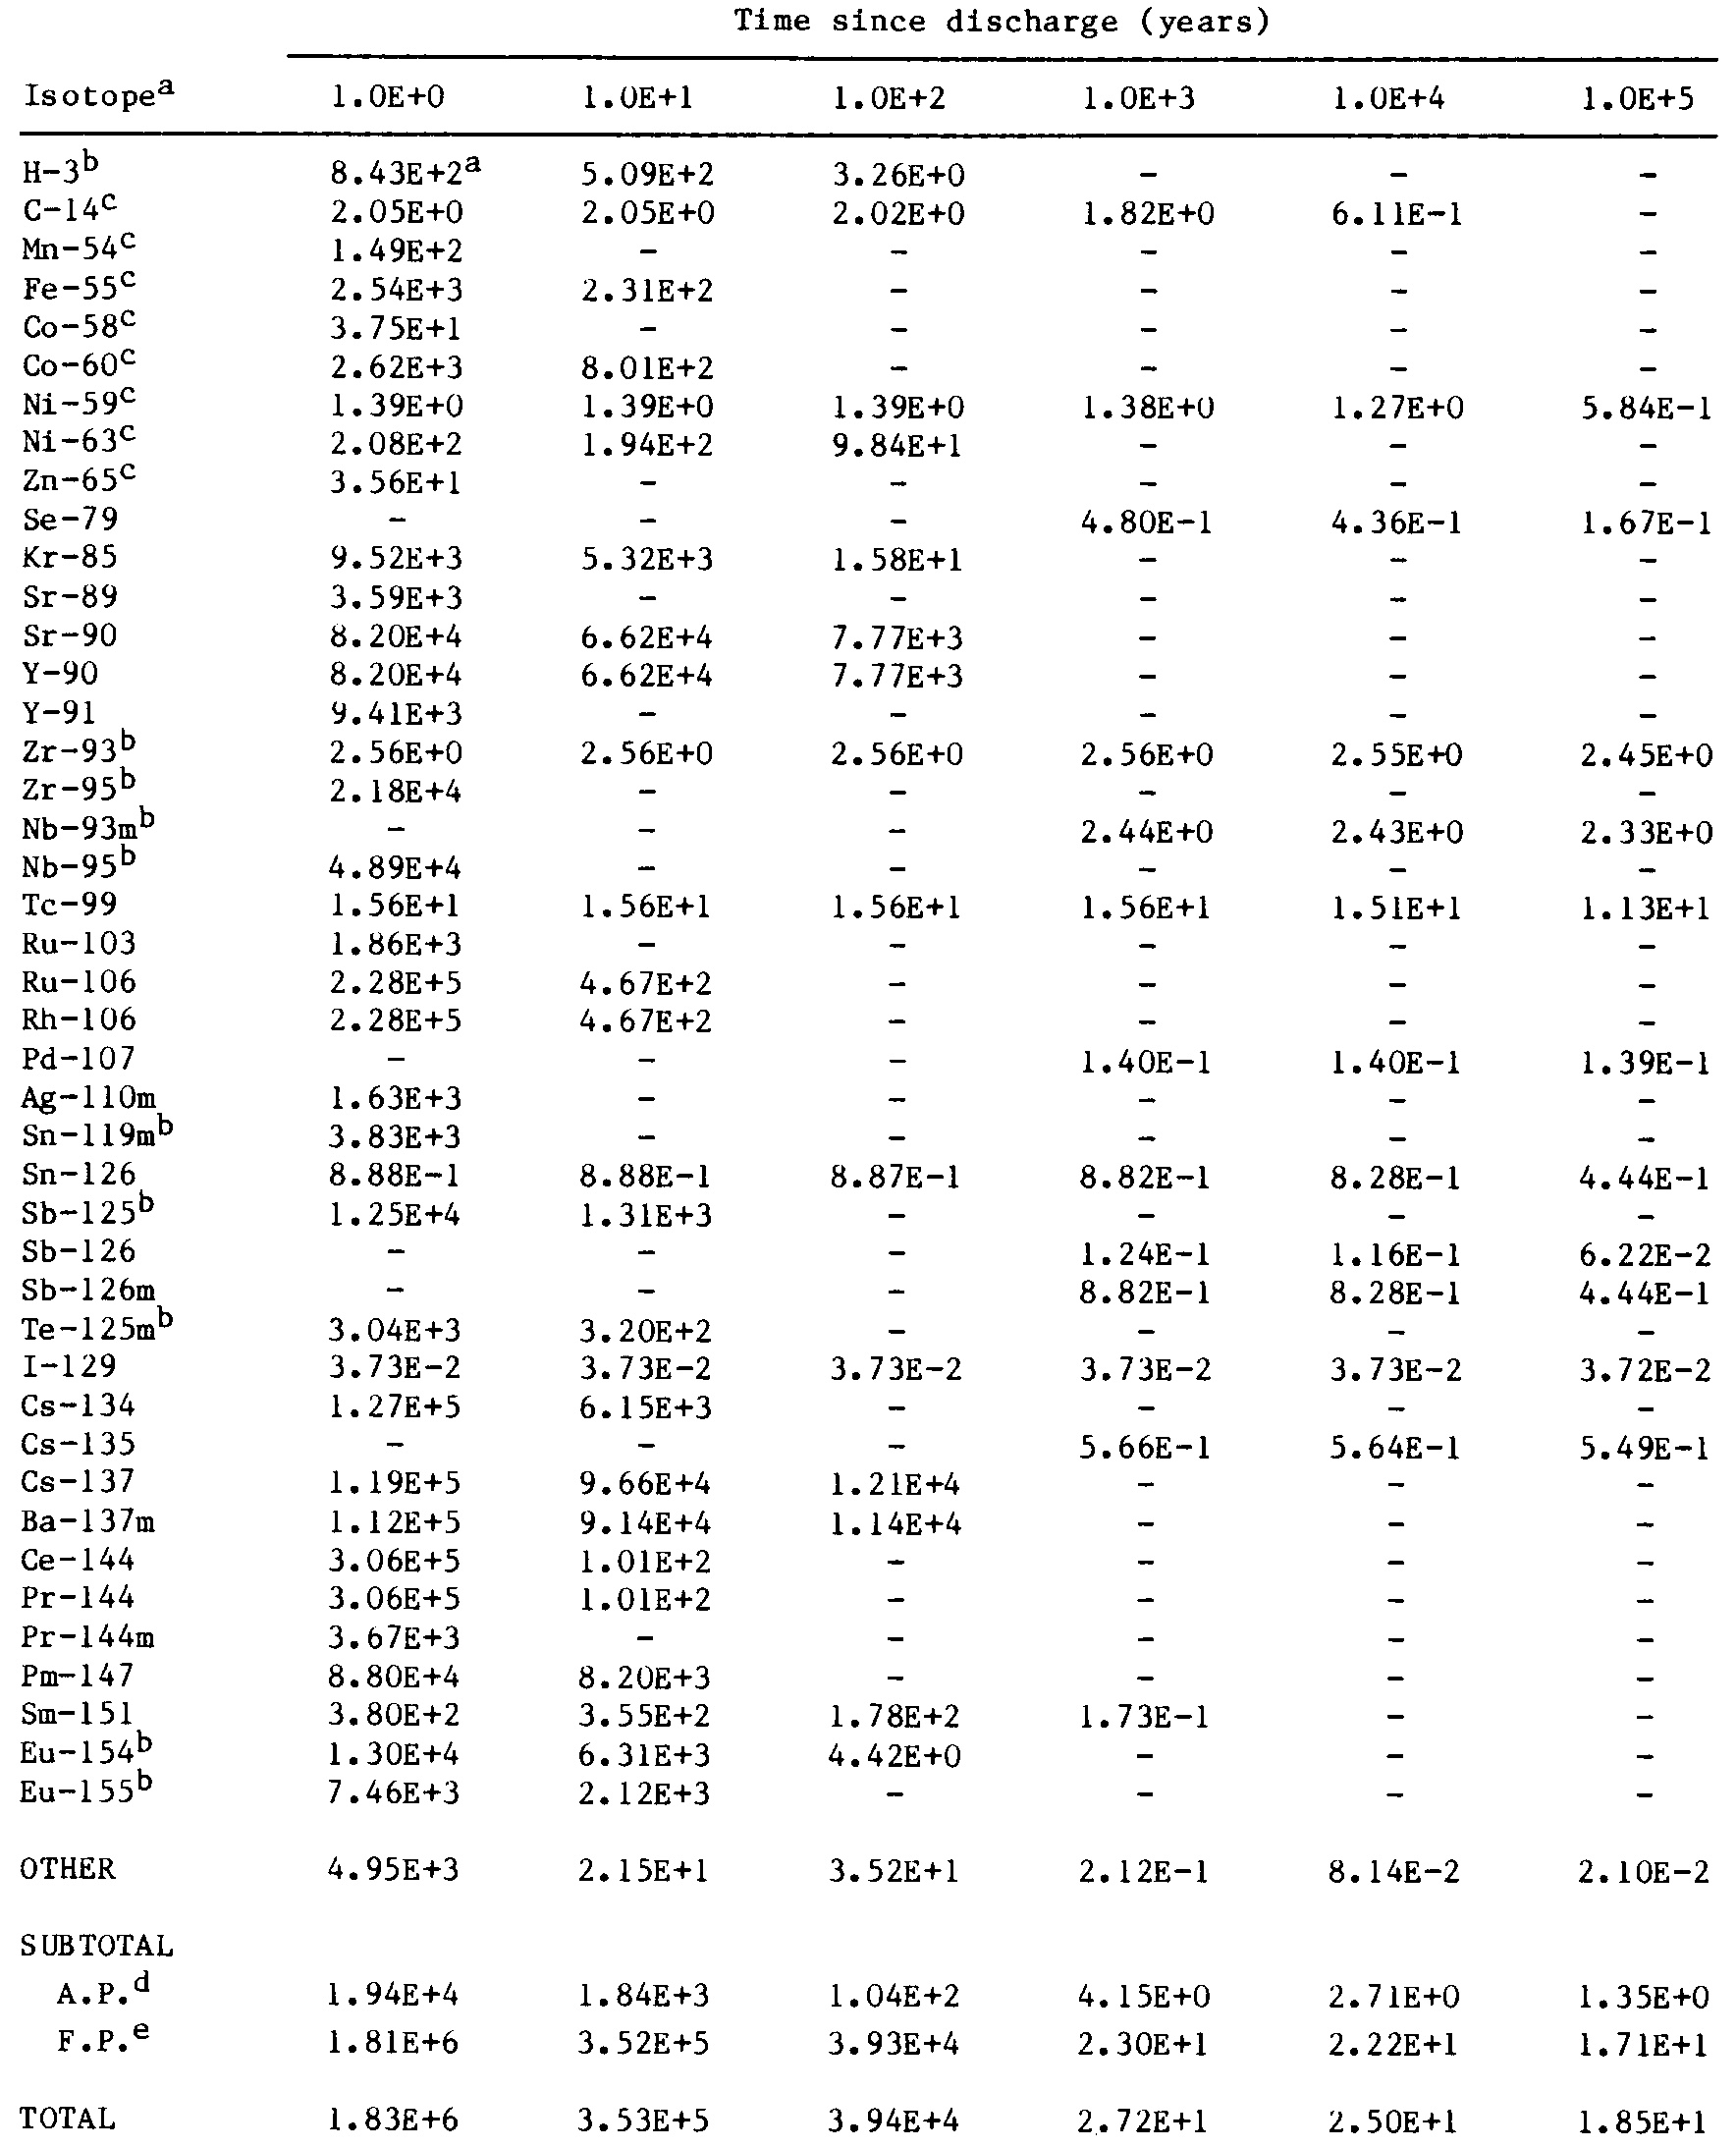 Time since discharge (years)
Isotopeᵃ 1.0E+0 1.0E+1 1.0E+2 1.0E+3 1.0E+4 1.0E+5
H-3ᵇ 8.43E+2ᵃ 5.09E+2 3.26E+0 - - -
C-14ᶜ 2.05E+0 2.05E+0 2.02E+0 1.82E+0 6.11E-1 -
Mn-54ᶜ 1.49E+2 - - - - -
Fe-55ᶜ 2.54E+3 2.31E+2 - - - -
Co-58ᶜ 3.75E+1 - - - - -
Co-60ᶜ 2.62E+3 8.01E+2 - - - -
Ni-59ᶜ 1.39E+0 1.39E+0 1.39E+0 1.38E+0 1.27E+0 5.84E-1
Ni-63ᶜ 2.08E+2 1.94E+2 9.84E+1 - - -
Zn-65ᶜ 3.56E+1 - - - - -
Se-79 - - - 4.80E-1 4.36E-1 1.67E-1
Kr-85 9.52E+3 5.32E+3 1.58E+1 - - -
Sr-89 3.59E+3 - - - - -
Sr-90 8.20E+4 6.62E+4 7.77E+3 - - -
Y-90 8.20E+4 6.62E+4 7.77E+3 - - -
Y-91 9.41E+3 - - - - -
Zr-93ᵇ 2.56E+0 2.56E+0 2.56E+0 2.56E+0 2.55E+0 2.45E+0
Zr-95ᵇ 2.18E+4 - - - - -
Nb-93mᵇ - - - 2.44E+0 2.43E+0 2.33E+0
Nb-95ᵇ 4.89E+4 - - - - -
Tc-99 1.56E+1 1.56E+1 1.56E+1 1.56E+1 1.51E+1 1.13E+1
Ru-103 1.86E+3 - - - - -
Ru-106 2.28E+5 4.67E+2 - - - -
Rh-106 2.28E+5 4.67E+2 - - - -
Pd-107 - - - 1.40E-1 1.40E-1 1.39E-1
Ag-110m 1.63E+3 - - - - -
Sn-119mᵇ 3.83E+3 - - - - -
Sn-126 8.88E-1 8.88E-1 8.87E-1 8.82E-1 8.28E-1 4.44E-1
Sb-125ᵇ 1.25E+4 1.31E+3 - - - -
Sb-126 - - - 1.24E-1 1.16E-1 6.22E-2
Sb-126m - - - 8.82E-1 8.28E-1 4.44E-1
Te-125mᵇ 3.04E+3 3.20E+2 - - - -
I-129 3.73E-2 3.73E-2 3.73E-2 3.73E-2 3.73E-2 3.72E-2
Cs-134 1.27E+5 6.15E+3 - - - -
Cs-135 - - - 5.66E-1 5.64E-1 5.49E-1
Cs-137 1.19E+5 9.66E+4 1.21E+4 - - -
Ba-137m 1.12E+5 9.14E+4 1.14E+4 - - -
Ce-144 3.06E+5 1.01E+2 - - - -
Pr-144 3.06E+5 1.01E+2 - - - -
Pr-144m 3.67E+3 - - - - -
Pm-147 8.80E+4 8.20E+3 - - - -
Sm-151 3.80E+2 3.55E+2 1.78E+2 1.73E-1 - -
Eu-154ᵇ 1.30E+4 6.31E+3 4.42E+0 - - -
Eu-155ᵇ 7.46E+3 2.12E+3 - - - -
OTHER 4.95E+3 2.15E+1 3.52E+1 2.12E-1 8.14E-2 2.10E-2
SUBTOTAL
A.P.ᵈ 1.94E+4 1.84E+3 1.04E+2 4.15E+0 2.71E+0 1.35E+0
F.P.ᵉ 1.81E+6 3.52E+5 3.93E+4 2.30E+1 2.22E+1 1.71E+1
TOTAL 1.83E+6 3.53E+5 3.94E+4 2.72E+1 2.50E+1 1.85E+1